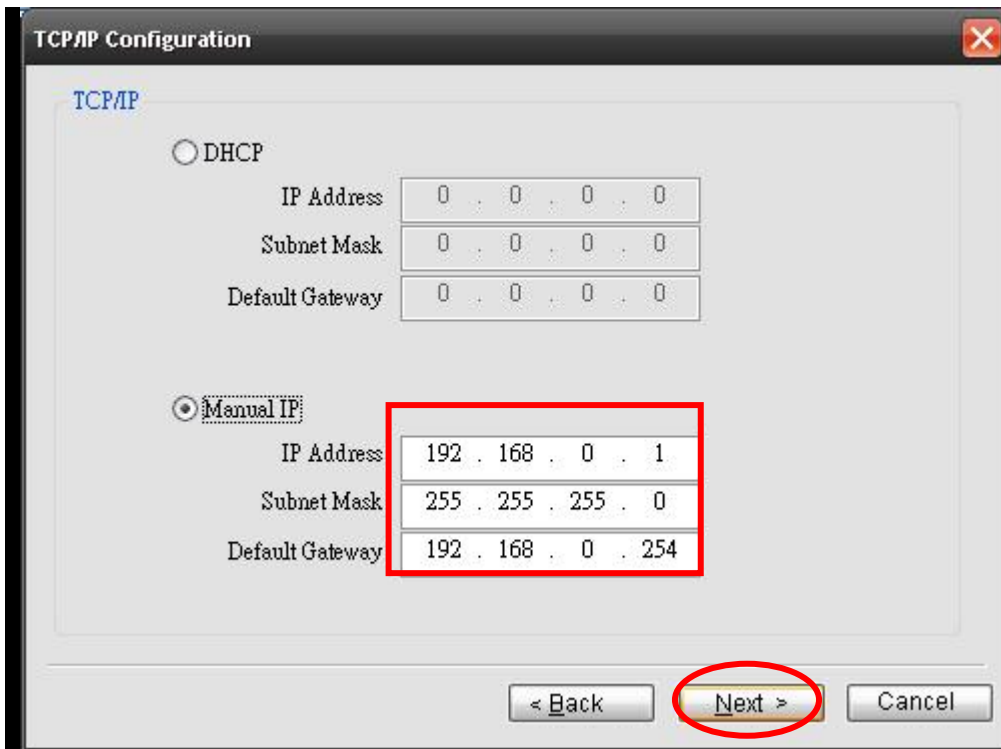 TCP/IP Configuration
TCP/IP
DHCP
IP Address 0 . 0 . 0 . 0
Subnet Mask 0 . 0 . 0 . 0
Default Gateway 0 . 0 . 0 . 0
Manual IP
IP Address 192 . 168 . 0 . 1
Subnet Mask 255 . 255 . 255 . 0
Default Gateway 192 . 168 . 0 . 254
< Back Next > Cancel